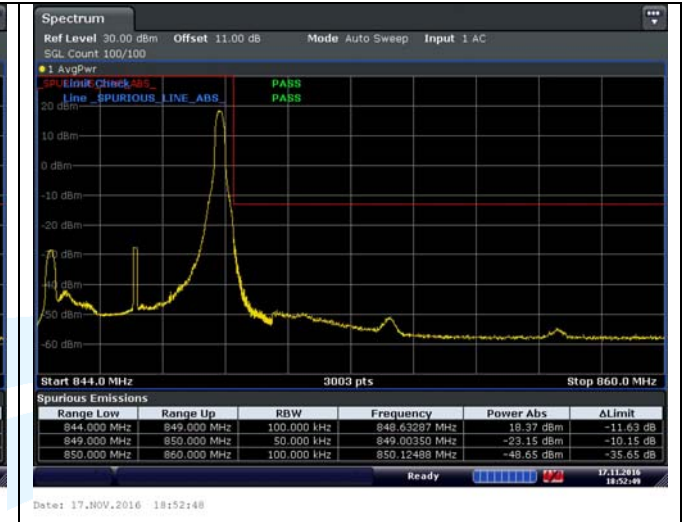 Spectrum
Ref Level 30.00 dBm Offset 11.00 dB Mode Auto Sweep Input 1 AC
SGL Count 100/100
1 AvgPwr
Limit Check PASS
Line _SPURIOUS_LINE_ABS_ PASS
20 dBm
10 dBm
0 dBm
-10 dBm
-20 dBm
-30 dBm
-40 dBm
-50 dBm
-60 dBm
Start 844.0 MHz 3003 pts Stop 860.0 MHz
Spurious Emissions
Range Low Range Up RBW Frequency Power Abs ΔLimit
844.000 MHz 849.000 MHz 100.000 kHz 848.63287 MHz 18.37 dBm -11.63 dB
849.000 MHz 850.000 MHz 50.000 kHz 849.00350 MHz -23.15 dBm -10.15 dB
850.000 MHz 860.000 MHz 100.000 kHz 850.12488 MHz -48.65 dBm -35.65 dB
Ready 17.11.2016
18:52:49
Date: 17.NOV.2016 18:52:48